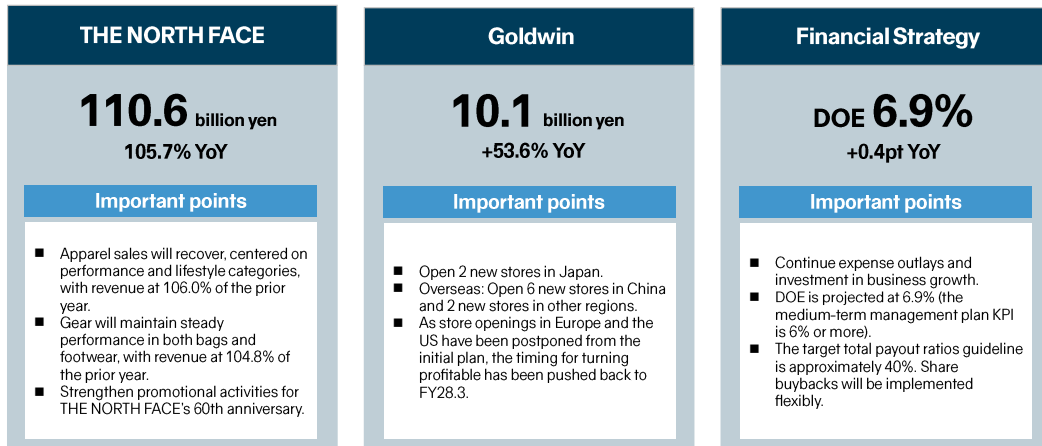 THE NORTH FACE
110.6 billion yen
105.7% YoY
Important points
■ Apparel sales will recover, centered on
performance and lifestyle categories,
with revenue at 106.0% of the prior
year.
■ Gear will maintain steady
performance in both bags and
footwear, with revenue at 104.8% of
the prior year.
■ Strengthen promotional activities for
THE NORTH FACE's 60th anniversary.
Goldwin
10.1 billion yen
+53.6% YoY
Important points
■ Open 2 new stores in Japan.
■ Overseas: Open 6 new stores in China
and 2 new stores in other regions.
■ As store openings in Europe and the
US have been postponed from the
initial plan, the timing for turning
profitable has been pushed back to
FY28.3.
Financial Strategy
DOE 6.9%
+0.4pt YoY
Important points
■ Continue expense outlays and
investment in business growth.
■ DOE is projected at 6.9% (the
medium-term management plan KPI
is 6% or more).
■ The target total payout ratios guideline
is approximately 40%. Share
buybacks will be implemented
flexibly.